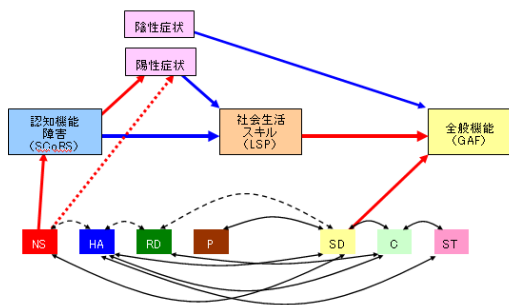 陰性症状
陽性症状
認知機能
障害
(SCoRS)
社会生活
スキル
(LSP)
全般機能
(GAF)
NS
HA
RD
P
SD
C
ST